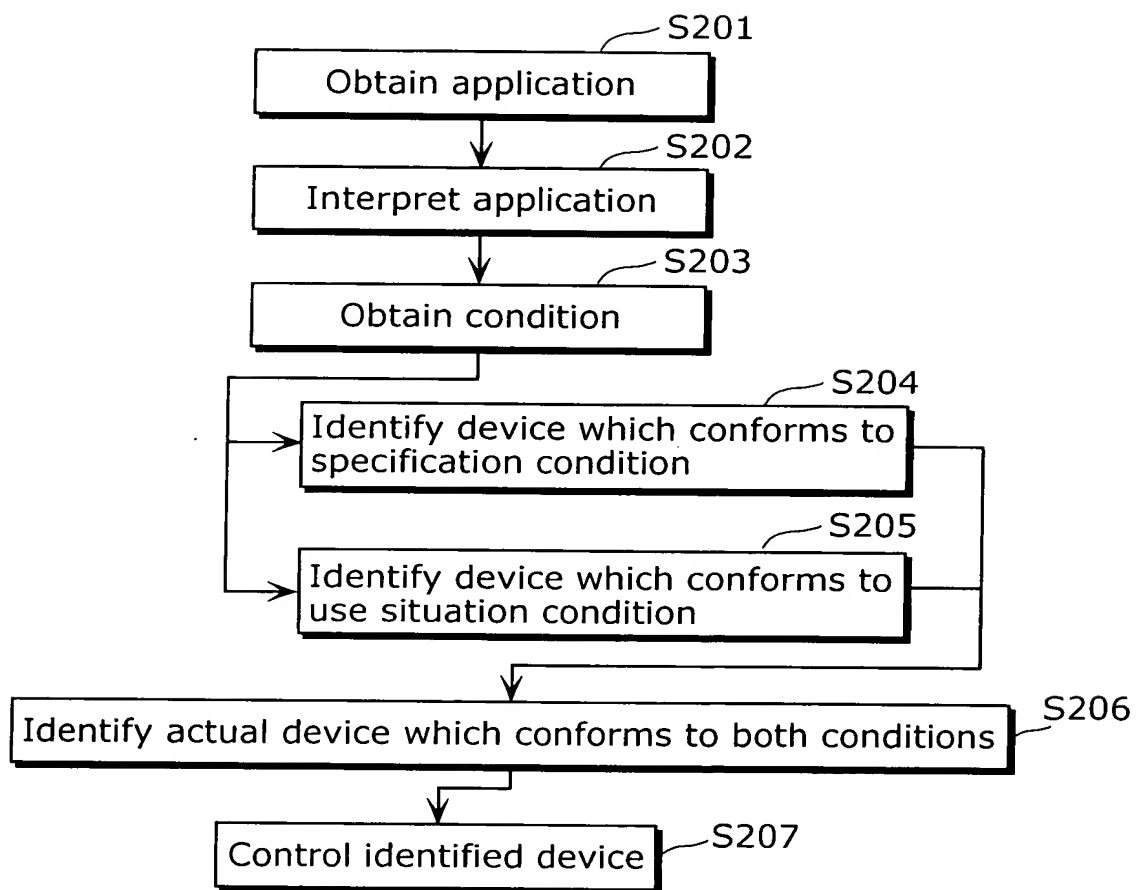 S201
Obtain application
S202
Interpret application
S203
Obtain condition
S204
Identify device which conforms to
specification condition
S205
Identify device which conforms to
use situation condition
S206
Identify actual device which conforms to both conditions
S207
Control identified device